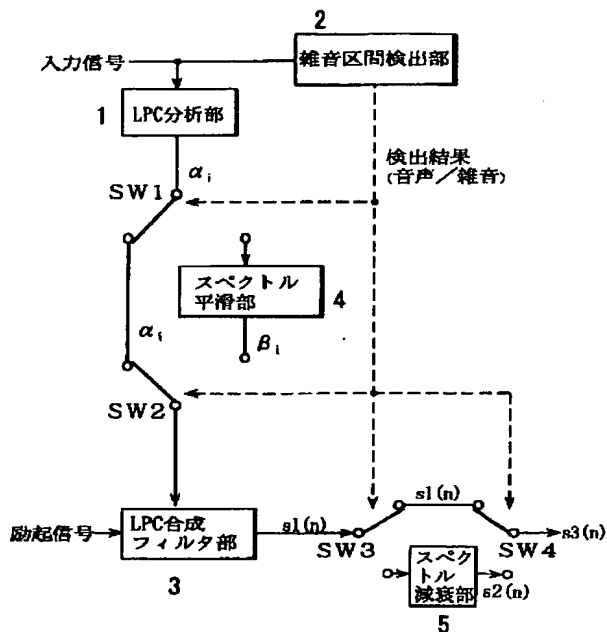 2
入力信号
雑音区間検出部
1
LPC分析部
検出結果
(音声／雑音)
αi
SW1
スペクトル
平滑部
4
αi
βi
SW2
s1(n)
励起信号
LPC合成
フィルタ部
s1(n)
SW3
SW4
s3(n)
3
スペク
トル
減衰部
s2(n)
5